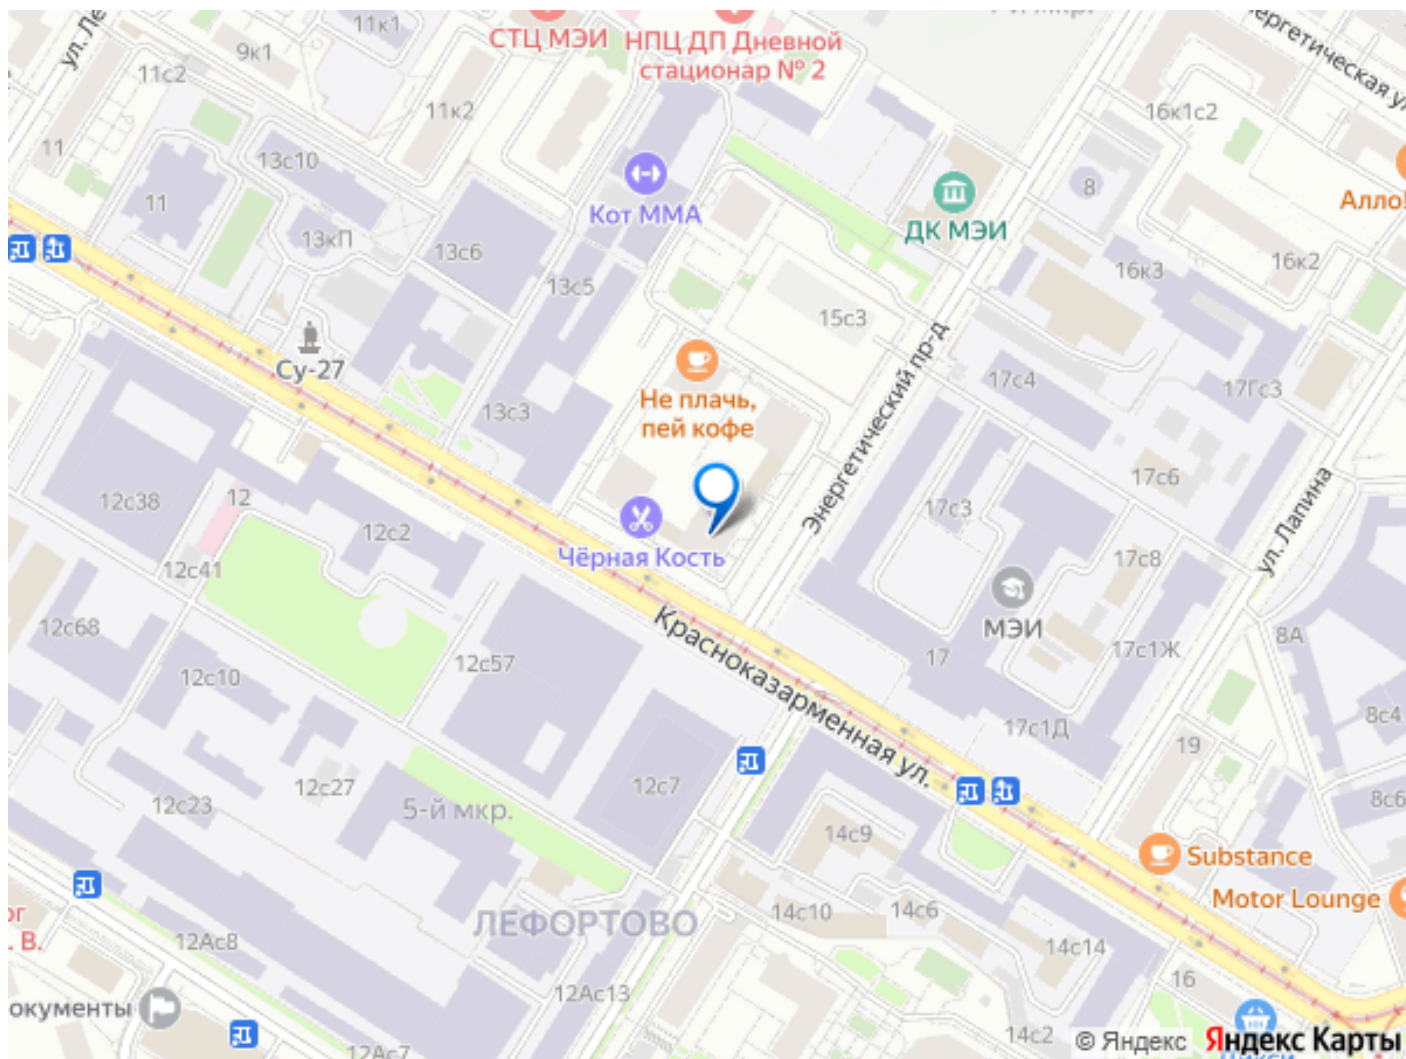 11к1
СТЦ МЭИ
НПЦ ДП Дневной
стационар № 2
ул. Ле
9к1
11с2
11к2
16к1с2
11
13с10
Кот ММА
ДК МЭИ
8
Алло!
11
13кП
13с6
13с5
16к3
16к2
15с3
Су-27
Не плачь,
пей кофе
Энергетический пр-д
17с4
17Гс3
13с3
17с6
12с38
12
12с2
17с3
ул. Лапина
Чёрная Кость
12с41
17с8
МЭИ
12с68
12с10
12с57
Красноказарменная ул.
17
17с1Ж
8А
17с1Д
8с4
19
12с7
12с27
12с23
5-й мкр.
8с6
14с9
Substance
Motor Lounge
ЛЕФОРТОВО
14с10
14с6
12Ас8
14с14
. В.
16
12Ас13
окументы
14с2
12Ас7
© Яндекс Яндекс Карты